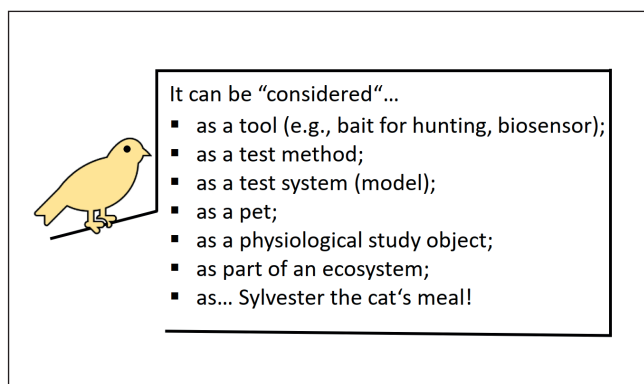 It can be “considered“...
▪ as a tool (e.g., bait for hunting, biosensor);
▪ as a test method;
▪ as a test system (model);
▪ as a pet;
▪ as a physiological study object;
▪ as part of an ecosystem;
▪ as... Sylvester the cat‘s meal!